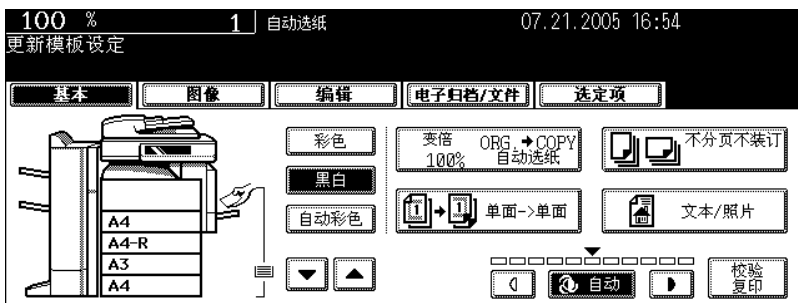 100 % 1 自动选纸 07.21.2005 16:54
更新模板设定
基本 图像 编辑 电子归档/文件 选定项
彩色
黑白
自动彩色
变倍 ORG.→COPY
100% 自动选纸
不分页不装订
1→1 单面->单面
文本/照片
A4
A4-R
A3
A4
自动
校验
复印